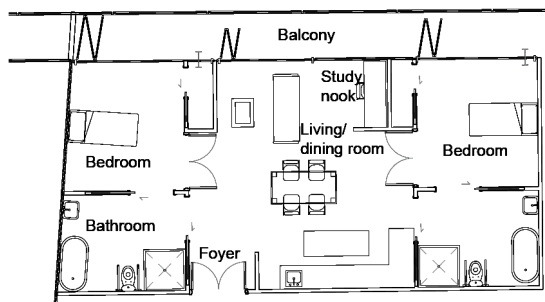 Balcony
Study
nook
Living/
dining room
Bedroom
Bedroom
Bathroom
Foyer